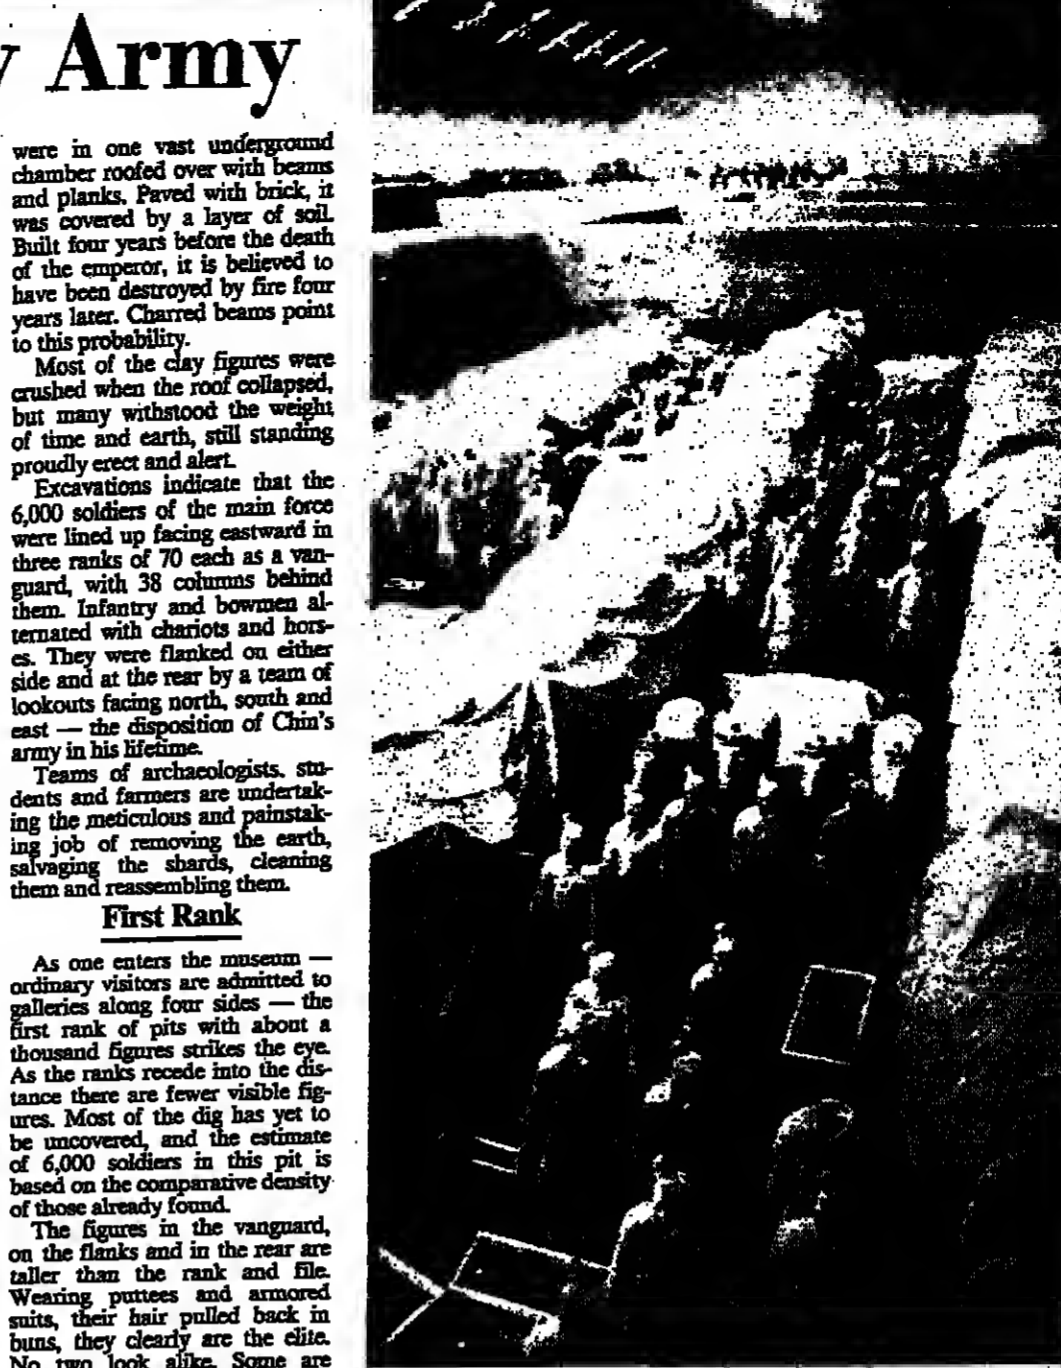 Army
were in one vast underground
chamber roofed over with beams
and planks. Paved with brick, it
was covered by a layer of soil.
Built four years before the death
of the emperor, it is believed to
have been destroyed by fire four
years later. Charred beams point
to this probability.
Most of the clay figures were
crushed when the roof collapsed,
but many withstood the weight
of time and earth, still standing
proudly erect and alert.
Excavations indicate that the
6,000 soldiers of the main force
were lined up facing eastward in
three ranks of 70 each as a van-
guard, with 38 columns behind
them. Infantry and bowmen al-
ternated with chariots and hors-
es. They were flanked on either
side and at the rear by a team of
lookouts facing north, south and
east — the disposition of Chin's
army in his lifetime.
Teams of archaeologists, stu-
dents and farmers are undertak-
ing the meticulous and painstak-
ing job of removing the earth,
salvaging the shards, cleaning
them and reassembling them.
First Rank
As one enters the museum —
ordinary visitors are admitted to
galleries along four sides — the
first rank of pits with about a
thousand figures strikes the eye.
As the ranks recede into the dis-
tance there are fewer visible fig-
ures. Most of the dig has yet to
be uncovered, and the estimate
of 6,000 soldiers in this pit is
based on the comparative density
of those already found.
The figures in the vanguard,
on the flanks and in the rear are
taller than the rank and file.
Wearing puttees and armored
suits, their hair pulled back in
buns, they clearly are the elite.
No two look alike. Some are